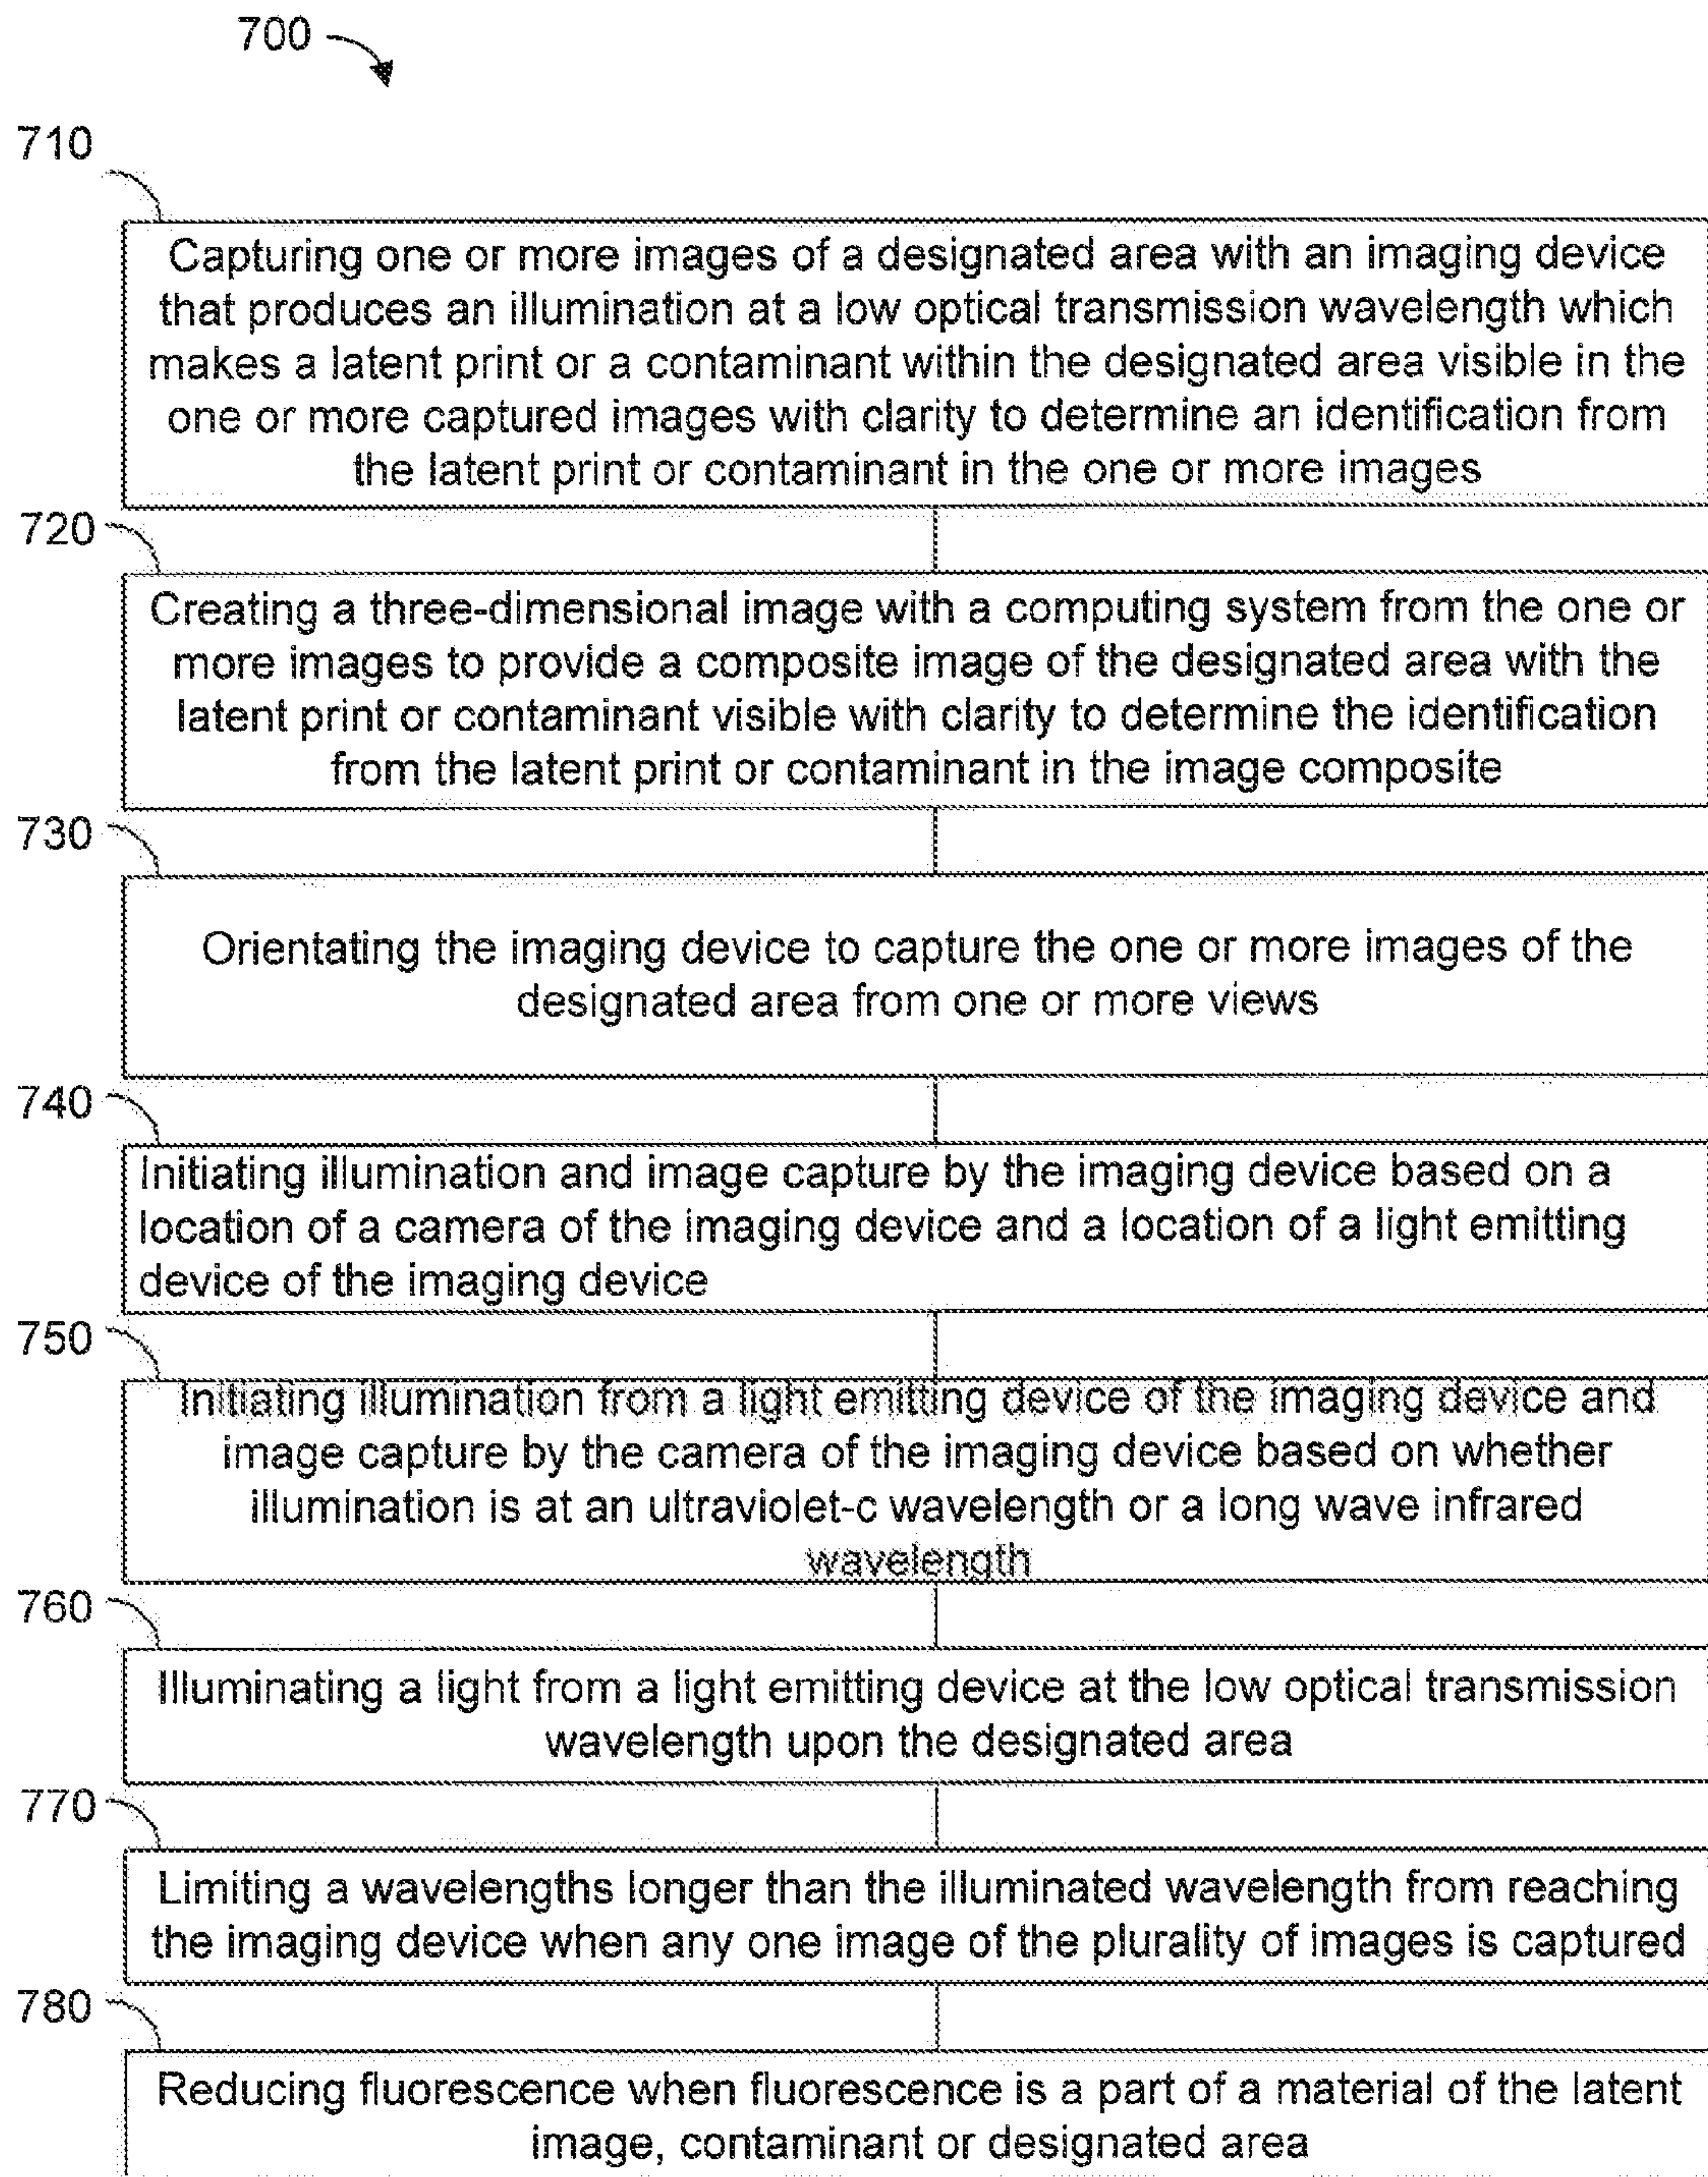 700
710
Capturing one or more images of a designated area with an imaging device
that produces an illumination at a low optical transmission wavelength which
makes a latent print or a contaminant within the designated area visible in the
one or more captured images with clarity to determine an identification from
the latent print or contaminant in the one or more images
720
Creating a three-dimensional image with a computing system from the one or
more images to provide a composite image of the designated area with the
latent print or contaminant visible with clarity to determine the identification
from the latent print or contaminant in the image composite
730
Orientating the imaging device to capture the one or more images of the
designated area from one or more views
740
Initiating illumination and image capture by the imaging device based on a
location of a camera of the imaging device and a location of a light emitting
device of the imaging device
750
Initiating illumination from a light emitting device of the imaging device and
image capture by the camera of the imaging device based on whether
illumination is at an ultraviolet-c wavelength or a long wave infrared
wavelength
760
Illuminating a light from a light emitting device at the low optical transmission
wavelength upon the designated area
770
Limiting a wavelengths longer than the illuminated wavelength from reaching
the imaging device when any one image of the plurality of images is captured
780
Reducing fluorescence when fluorescence is a part of a material of the latent
image, contaminant or designated area